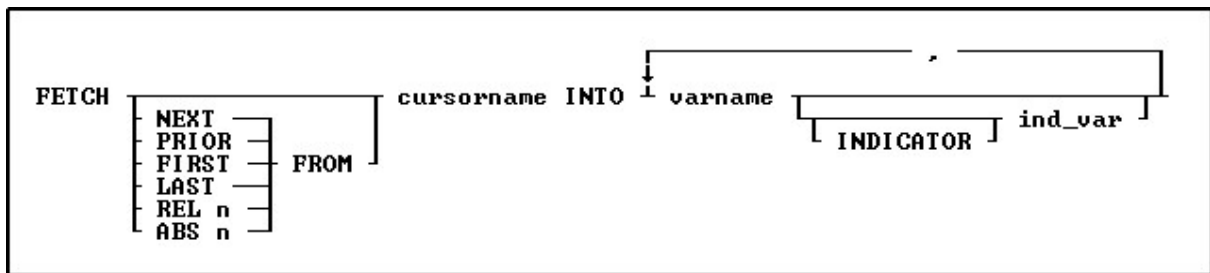 ,
FETCH cursorname INTO varname
NEXT ind_var
PRIOR INDICATOR
FIRST FROM
LAST
REL n
ABS n